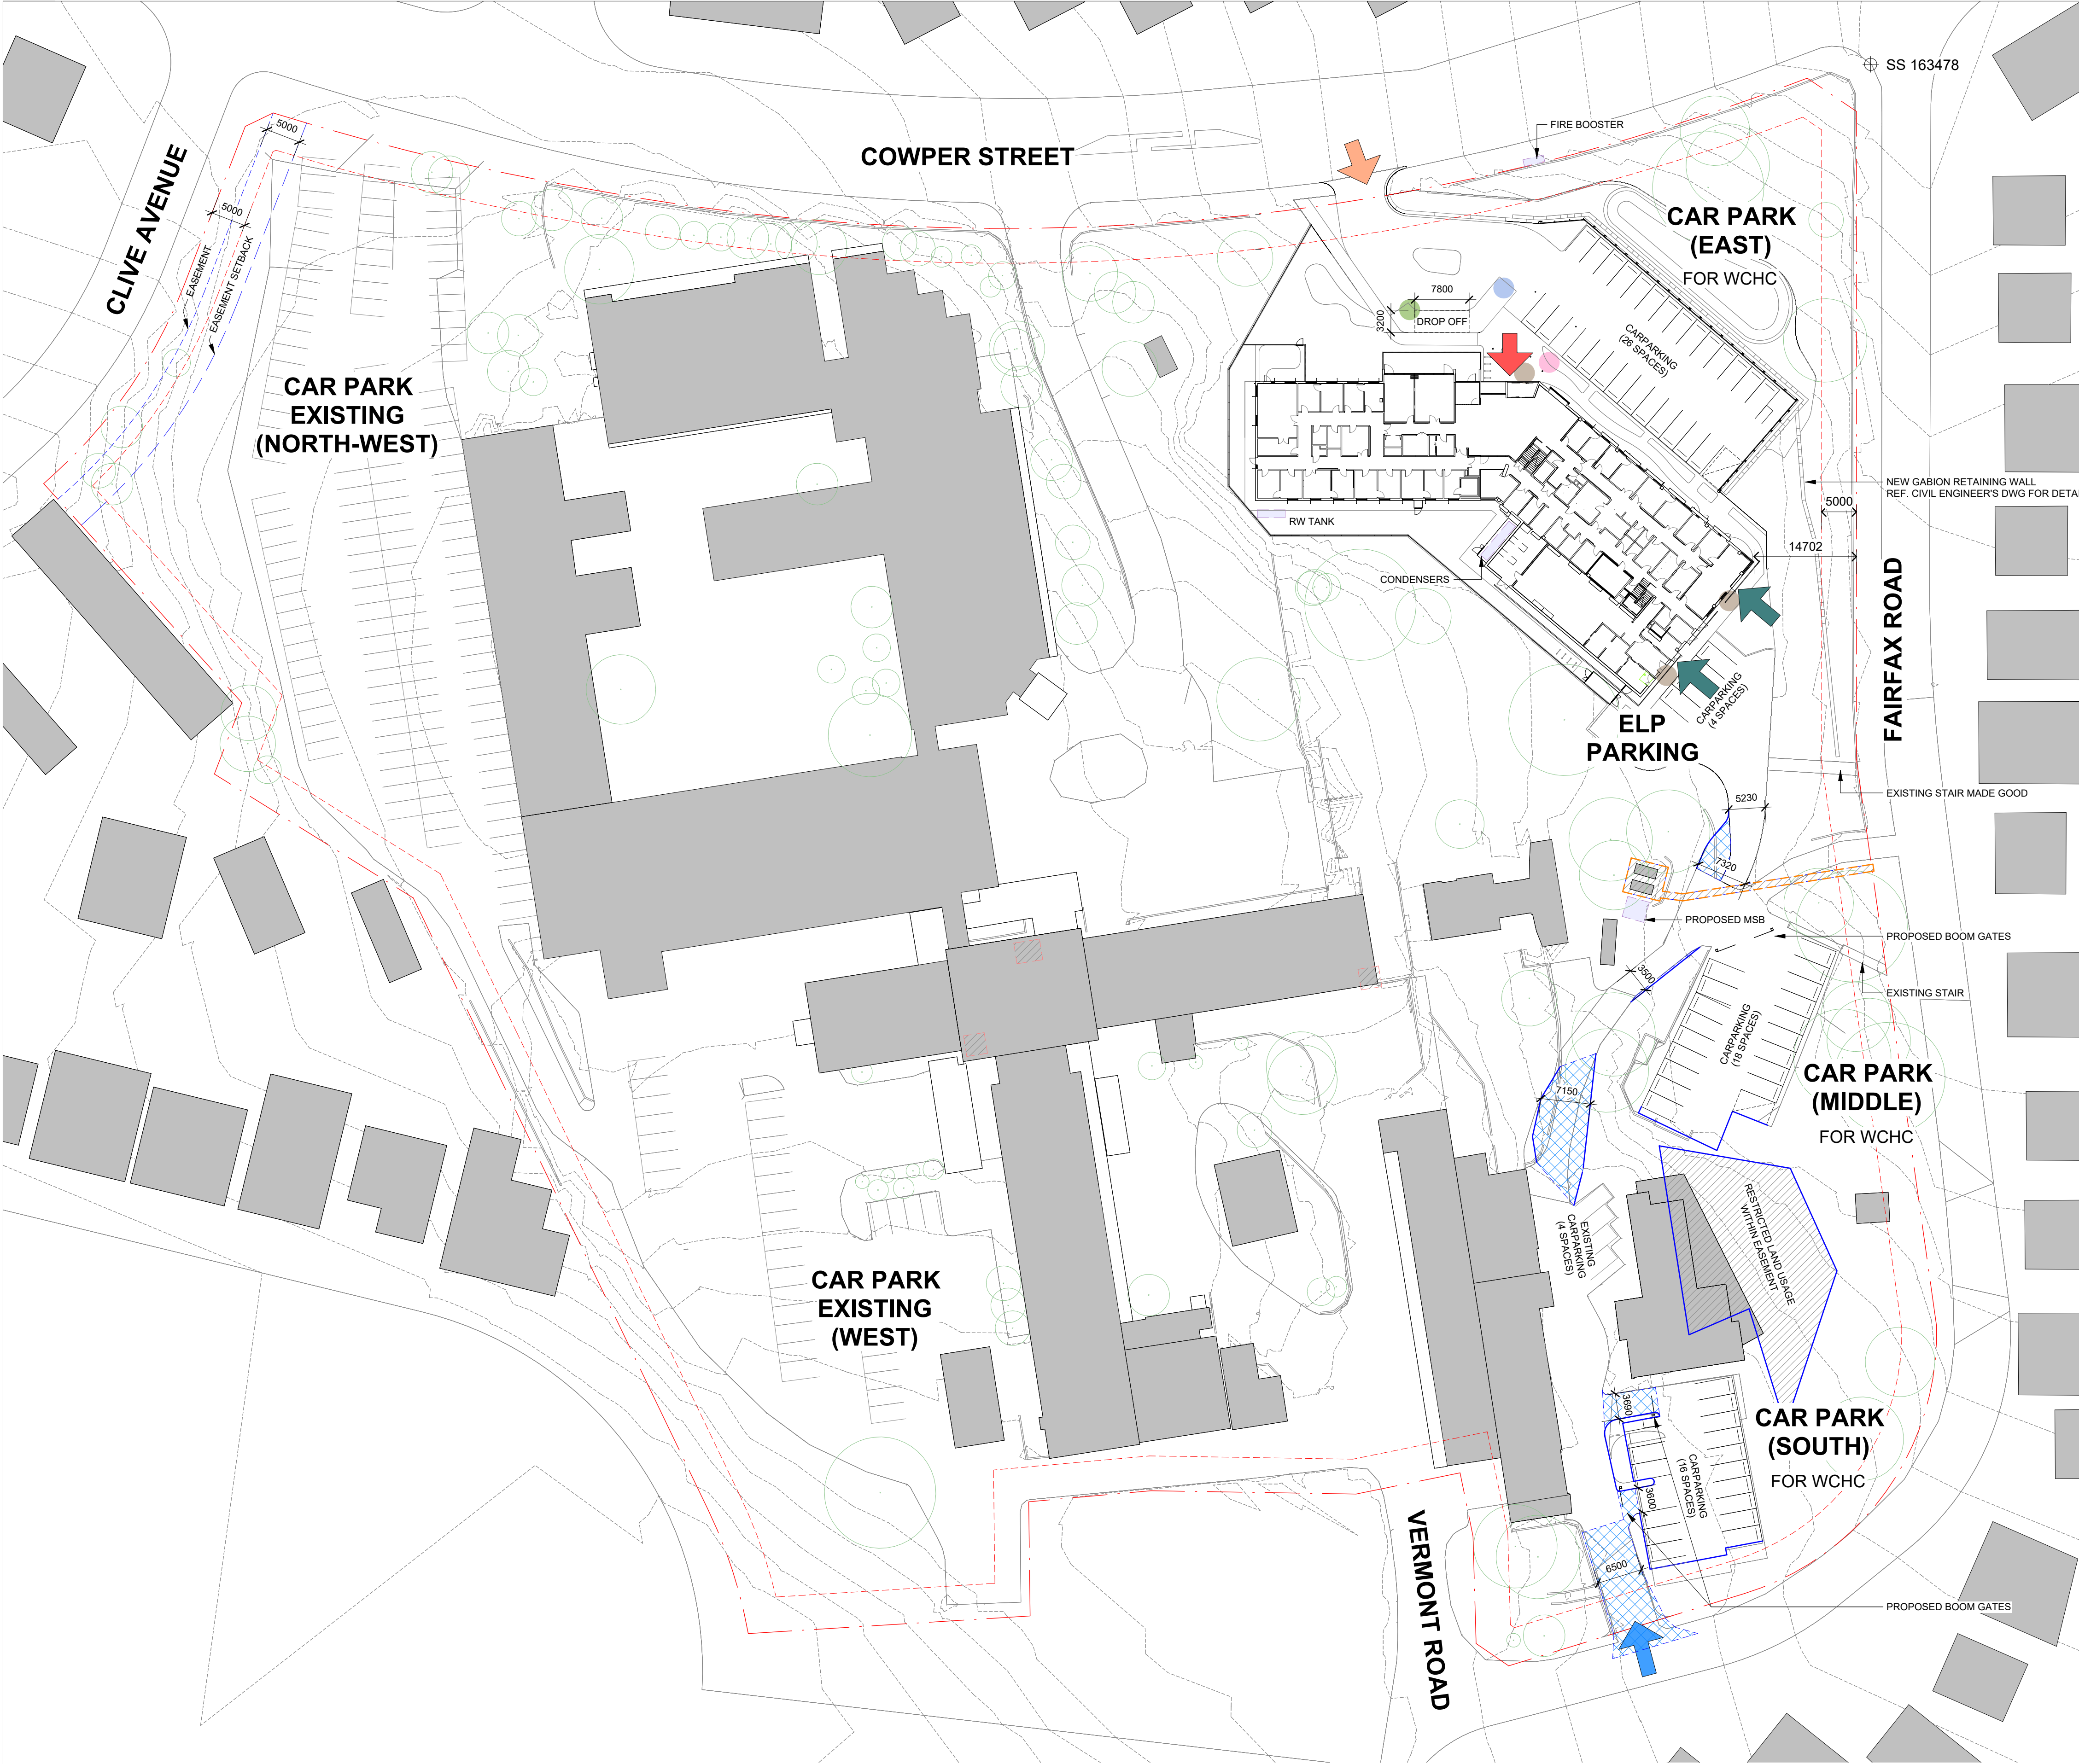 SS 163478
FIRE BOOSTER
5000
COWPER STREET
CLIVE AVENUE
5000
EASEMENT
EASEMENT SETBACK
CAR PARK
(EAST)
FOR WCHC
7800
3200
DROP OFF
CARPARKING
(26 SPACES)
CAR PARK
EXISTING
(NORTH-WEST)
NEW GABION RETAINING WALL
REF. CIVIL ENGINEER'S DWG FOR DETA
5000
RW TANK
14702
CONDENSERS
FAIRFAX ROAD
CARPARKING
(4 SPACES)
ELP
PARKING
EXISTING STAIR MADE GOOD
5230
7320
PROPOSED MSB
PROPOSED BOOM GATES
3500
EXISTING STAIR
CARPARKING
(18 SPACES)
CAR PARK
(MIDDLE)
FOR WCHC
7150
RESTRICTED LAND USAGE
WITHIN EASEMENT
EXISTING
CARPARKING
(4 SPACES)
CAR PARK
EXISTING
(WEST)
3690
CAR PARK
(SOUTH)
FOR WCHC
CARPARKING
(16 SPACES)
3600
6500
VERMONT ROAD
PROPOSED BOOM GATES